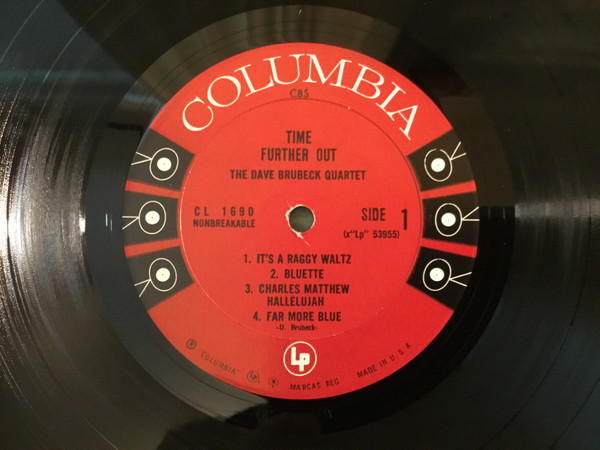 COLUMBIA
CBS
TIME
FURTHER OUT
THE DAVE BRUBECK QUARTET
CL 1690
NONBREAKABLE
SIDE 1
(x"Lp" 53955)
1. IT'S A RAGGY WALTZ
2. BLUETTE
3. CHARLES MATTHEW
HALLELUJAH
4. FAR MORE BLUE
-D. Brubeck-
Lp
® "COLUMBIA" MARCAS REG MADE IN U.S.A.